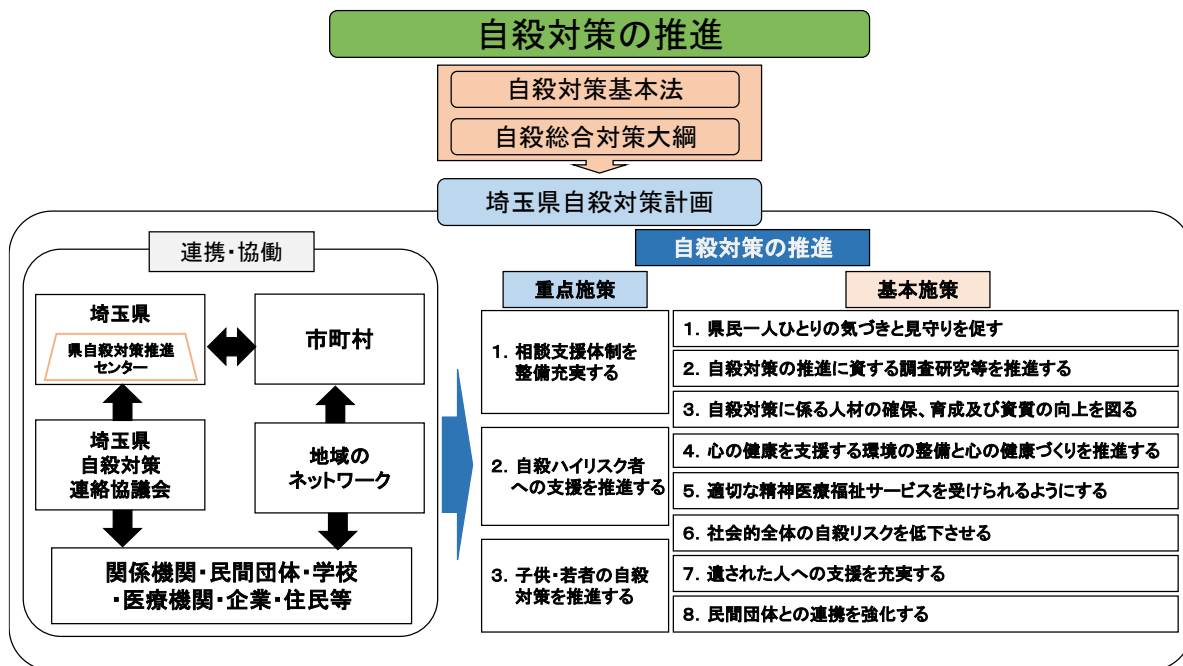 自殺対策の推進
自殺対策基本法
自殺総合対策大綱
埼玉県自殺対策計画
連携・協働
埼玉県
県自殺対策推進
センター
市町村
埼玉県
自殺対策
連絡協議会
地域の
ネットワーク
関係機関・民間団体・学校
・医療機関・企業・住民等
自殺対策の推進
重点施策
1．相談支援体制を
整備充実する
2．自殺ハイリスク者
への支援を推進する
3．子供・若者の自殺
対策を推進する
基本施策
1．県民一人ひとりの気づきと見守りを促す
2．自殺対策の推進に資する調査研究等を推進する
3．自殺対策に係る人材の確保、育成及び資質の向上を図る
4．心の健康を支援する環境の整備と心の健康づくりを推進する
5．適切な精神医療福祉サービスを受けられるようにする
6．社会的全体の自殺リスクを低下させる
7．遺された人への支援を充実する
8．民間団体との連携を強化する